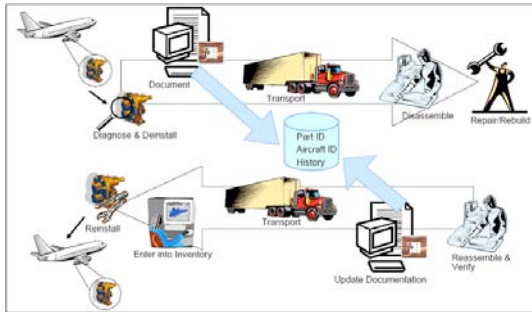 Document
Transport
Disassemble
Repair/Rebuild
Diagnose & Deinstall
Part ID
Aircraft ID
History
Reinstall
Enter into Inventory
Transport
Update Documentation
Reassemble &
Verify